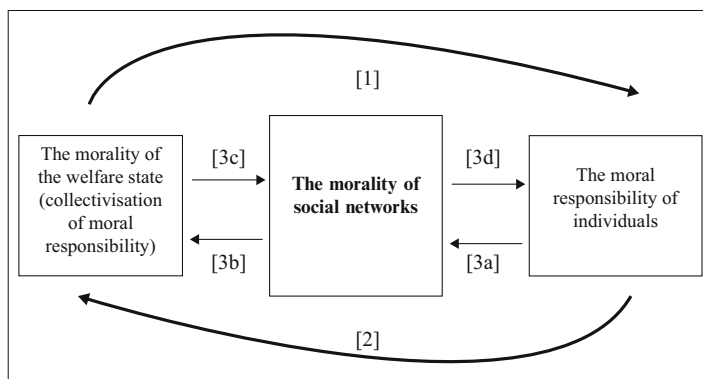 [1]
The morality of
the welfare state
(collectivisation
of moral
responsibility)
[3c]
[3b]
The morality of
social networks
[3d]
[3a]
The moral
responsibility of
individuals
[2]